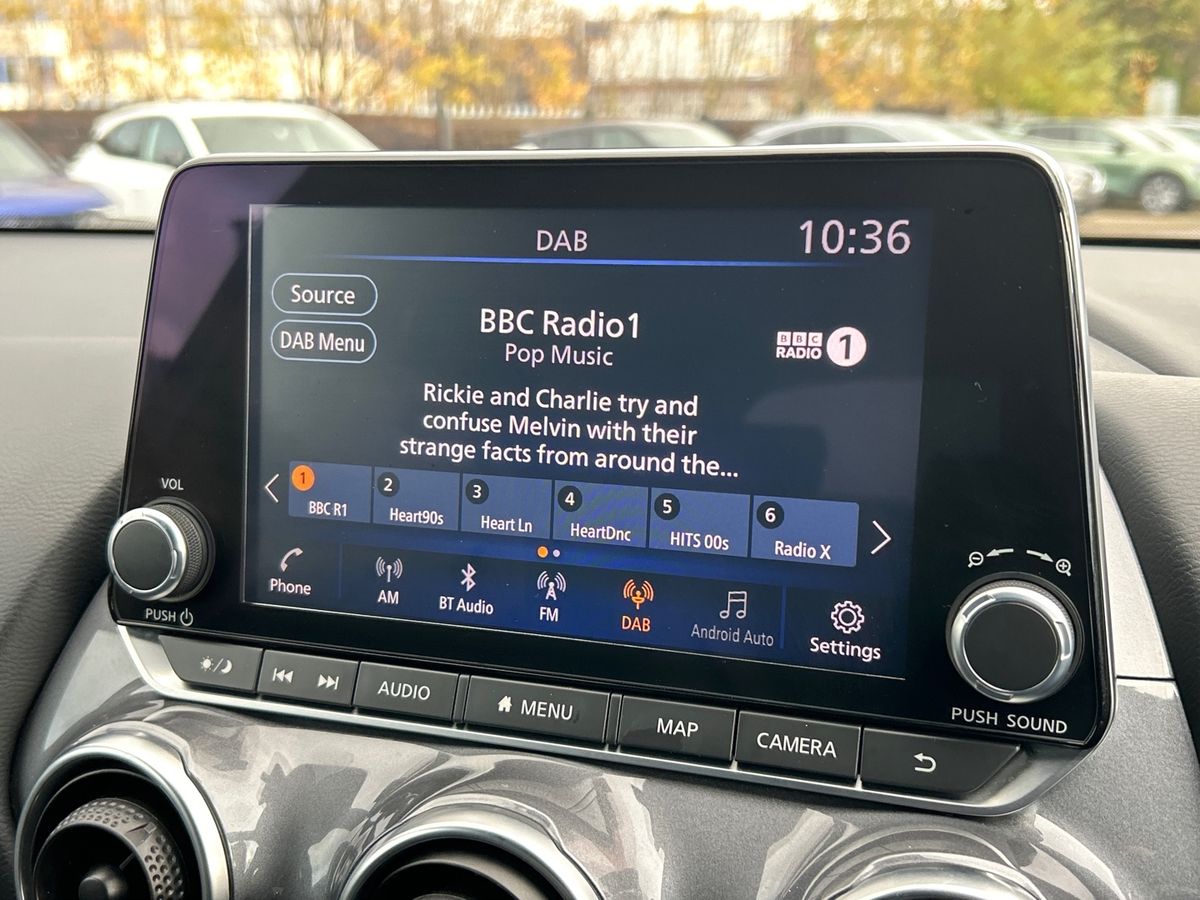 DAB
10:36
Source
DAB Menu
BBC Radio1
Pop Music
BBC
RADIO 1
Rickie and Charlie try and
confuse Melvin with their
strange facts from around the...
1 BBC R1
2 Heart90s
3 Heart Ln
4 HeartDnc
5 HITS 00s
6 Radio X
Phone
AM
BT Audio
FM
DAB
Android Auto
Settings
VOL
PUSH
PUSH SOUND
AUDIO
MENU
MAP
CAMERA